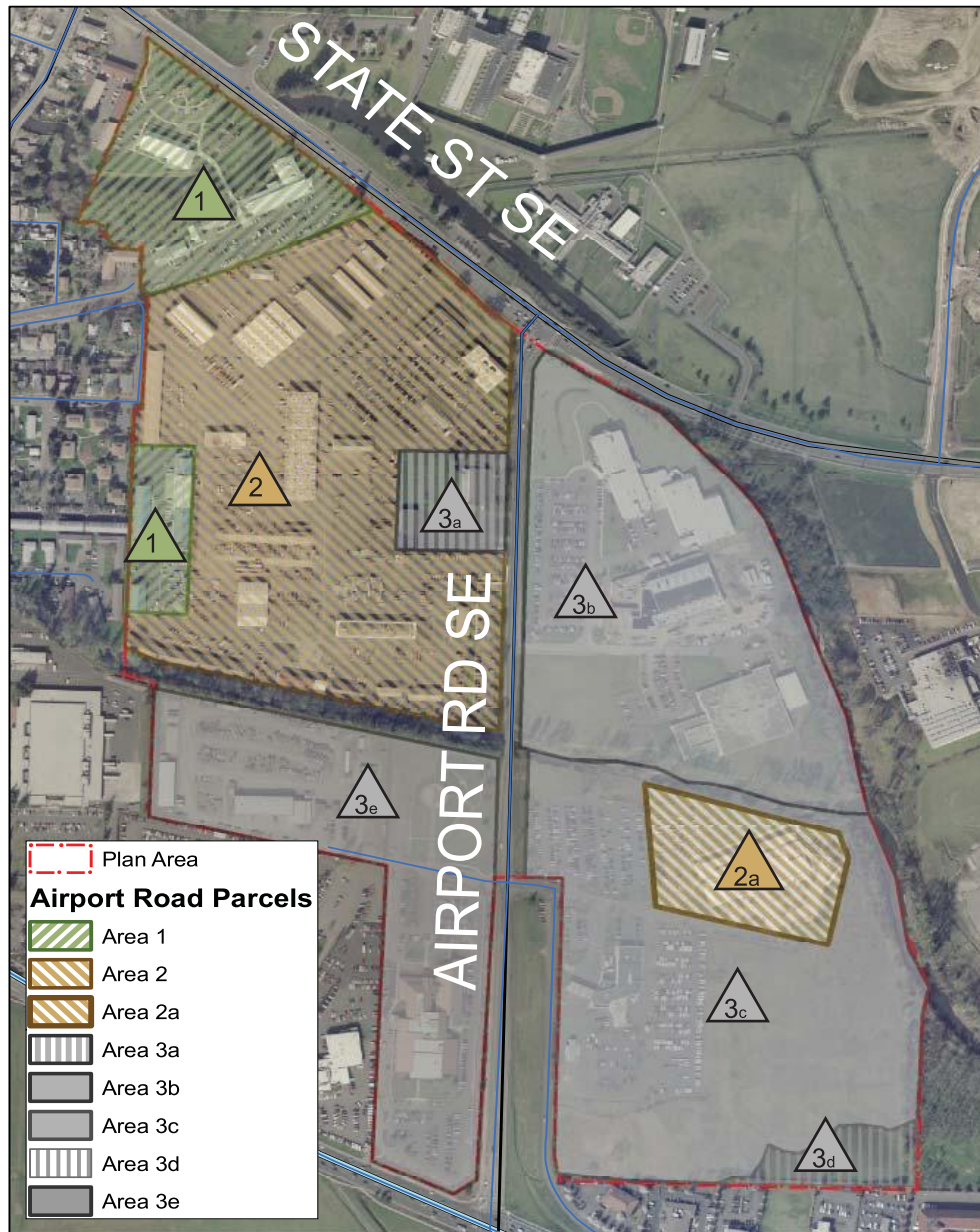 STATE ST SE
1
2
1
3a
3b
AIRPORT RD SE
3e
2a
3c
3d
Plan Area
Airport Road Parcels
Area 1
Area 2
Area 2a
Area 3a
Area 3b
Area 3c
Area 3d
Area 3e